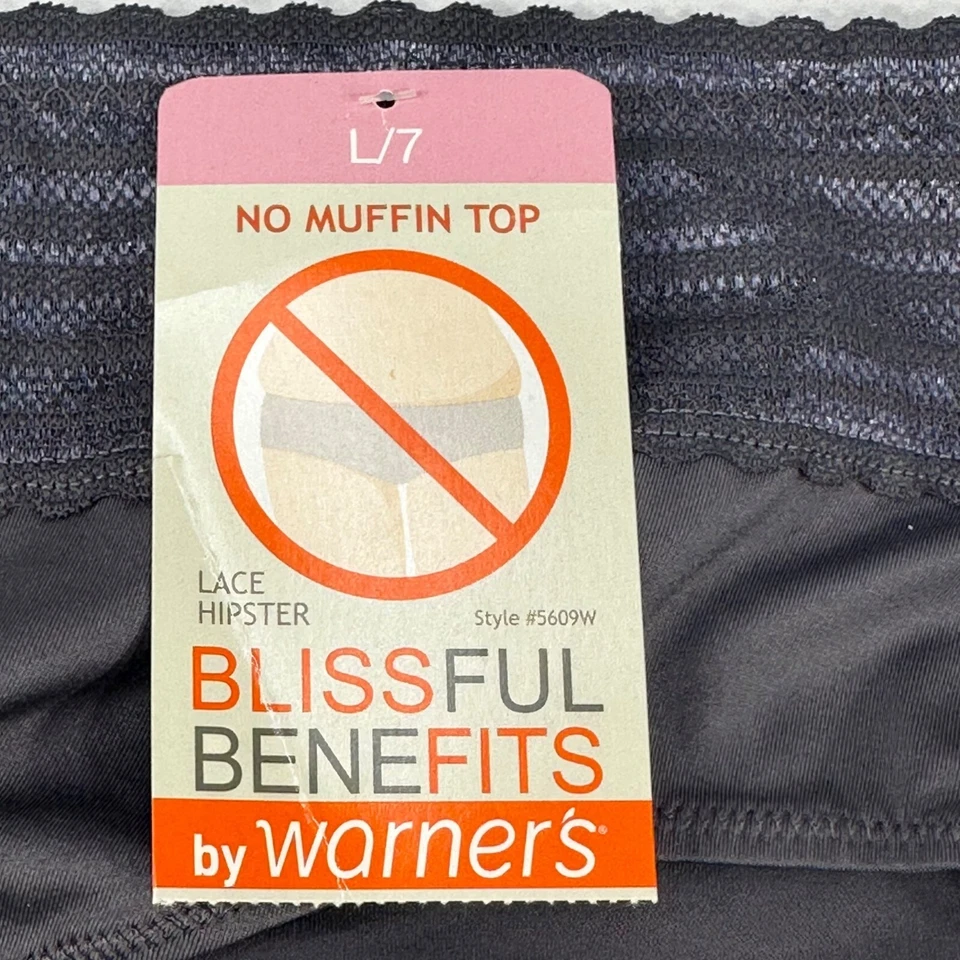 L/7
NO MUFFIN TOP
LACE
HIPSTER
Style #5609W
BLISSFUL
BENEFITS
by warner's®